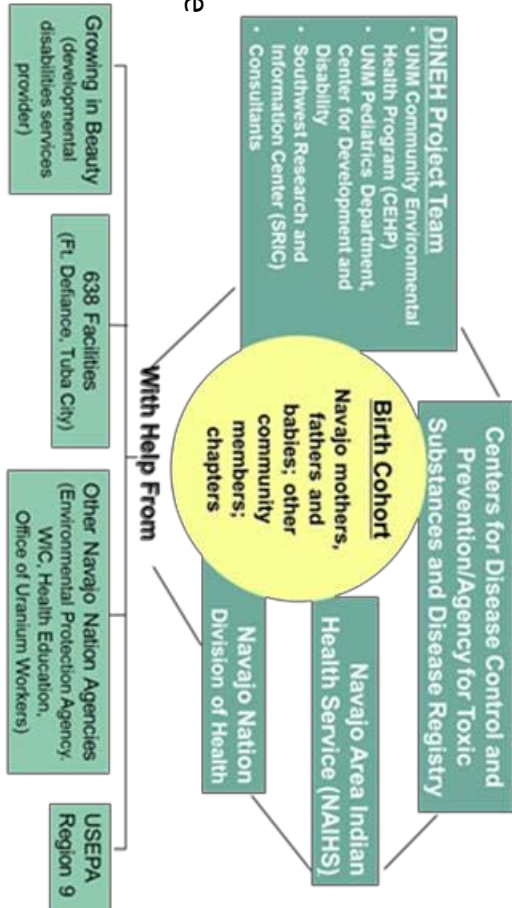 Centers for Disease Control and
Prevention/Agency for Toxic
Substances and Disease Registry
DiNEH Project Team
• UNM Community Environmental
Health Program (CEHP)
• UNM Pediatrics Department,
Center for Development and
Disability
• Southwest Research and
Information Center (SRIC)
• Consultants
Birth Cohort
Navajo mothers,
fathers and
babies; other
community
members;
chapters
Navajo Area Indian
Health Service (NAIHS)
Navajo Nation
Division of Health
With Help From
Growing in Beauty
(developmental
disabilities services
provider)
638 Facilities
(Ft. Defiance, Tuba City)
Other Navajo Nation Agencies
(Environmental Protection Agency.
WIC, Health Education,
Office of Uranium Workers)
USEPA
Region 9